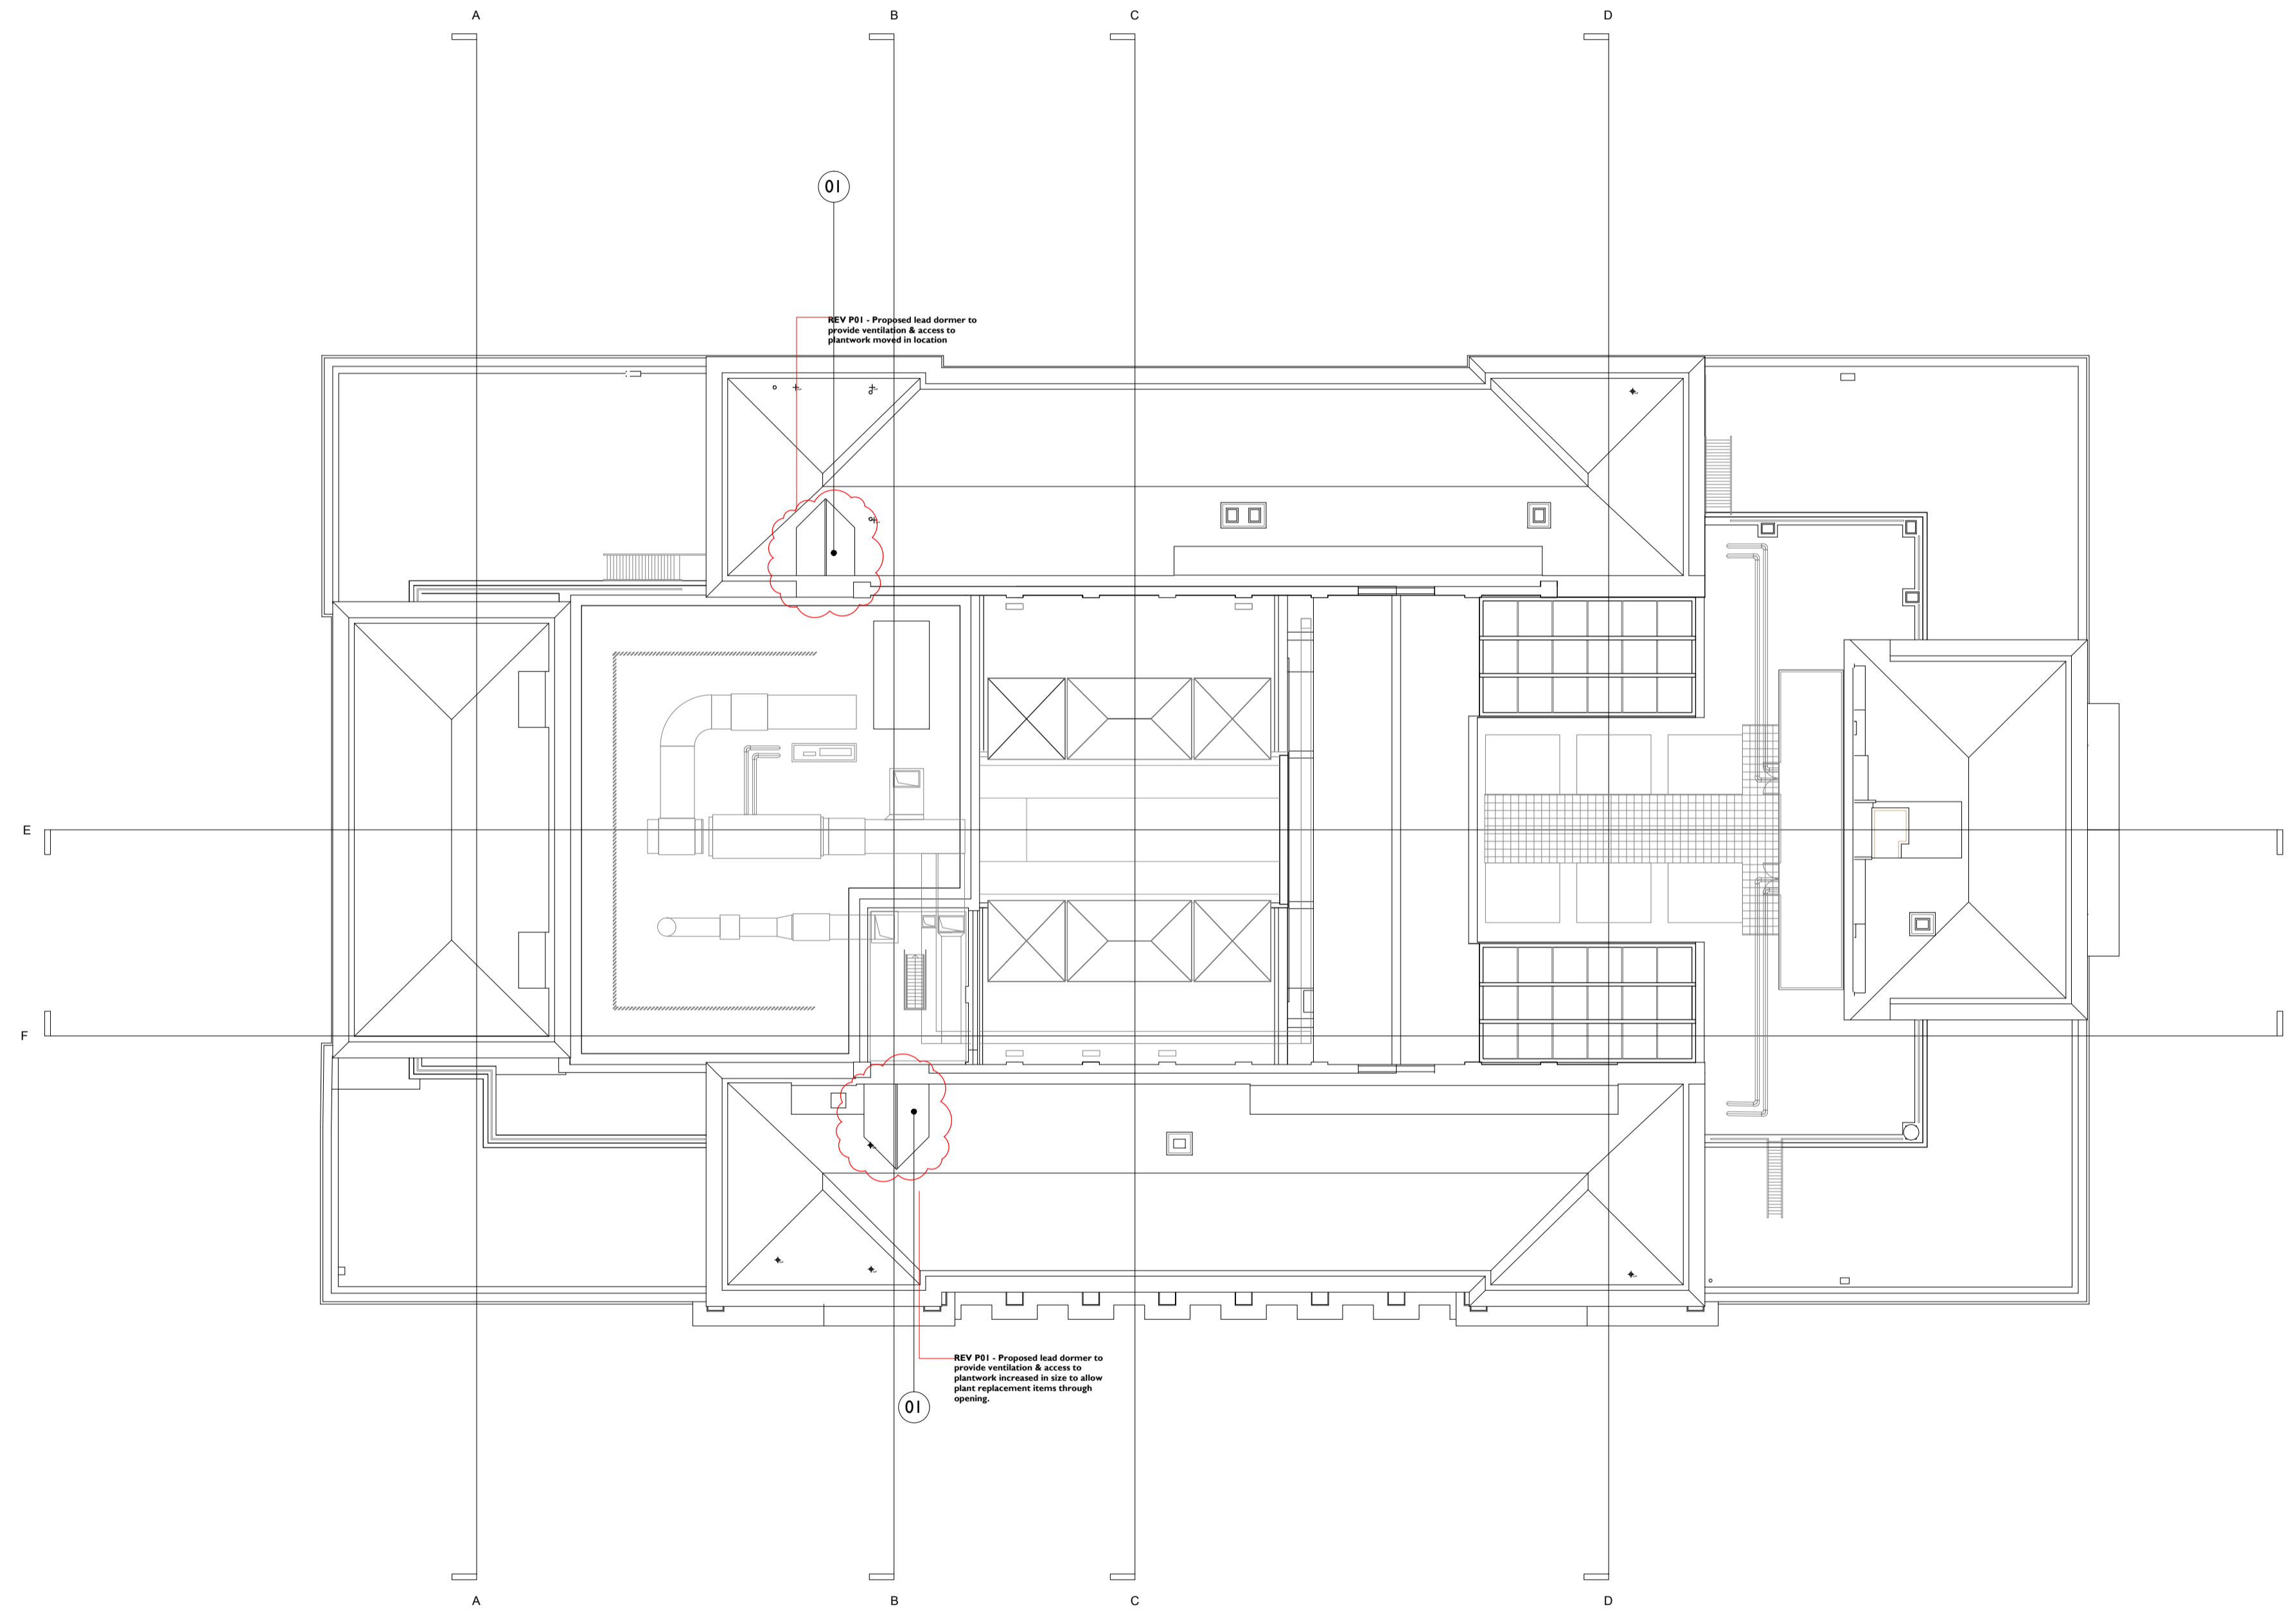 A B C D
01
REV P01 - Proposed lead dormer to
provide ventilation & access to
plantwork moved in location
E
F
REV P01 - Proposed lead dormer to
provide ventilation & access to
plantwork increased in size to allow
plant replacement items through
opening.
01
A B C D